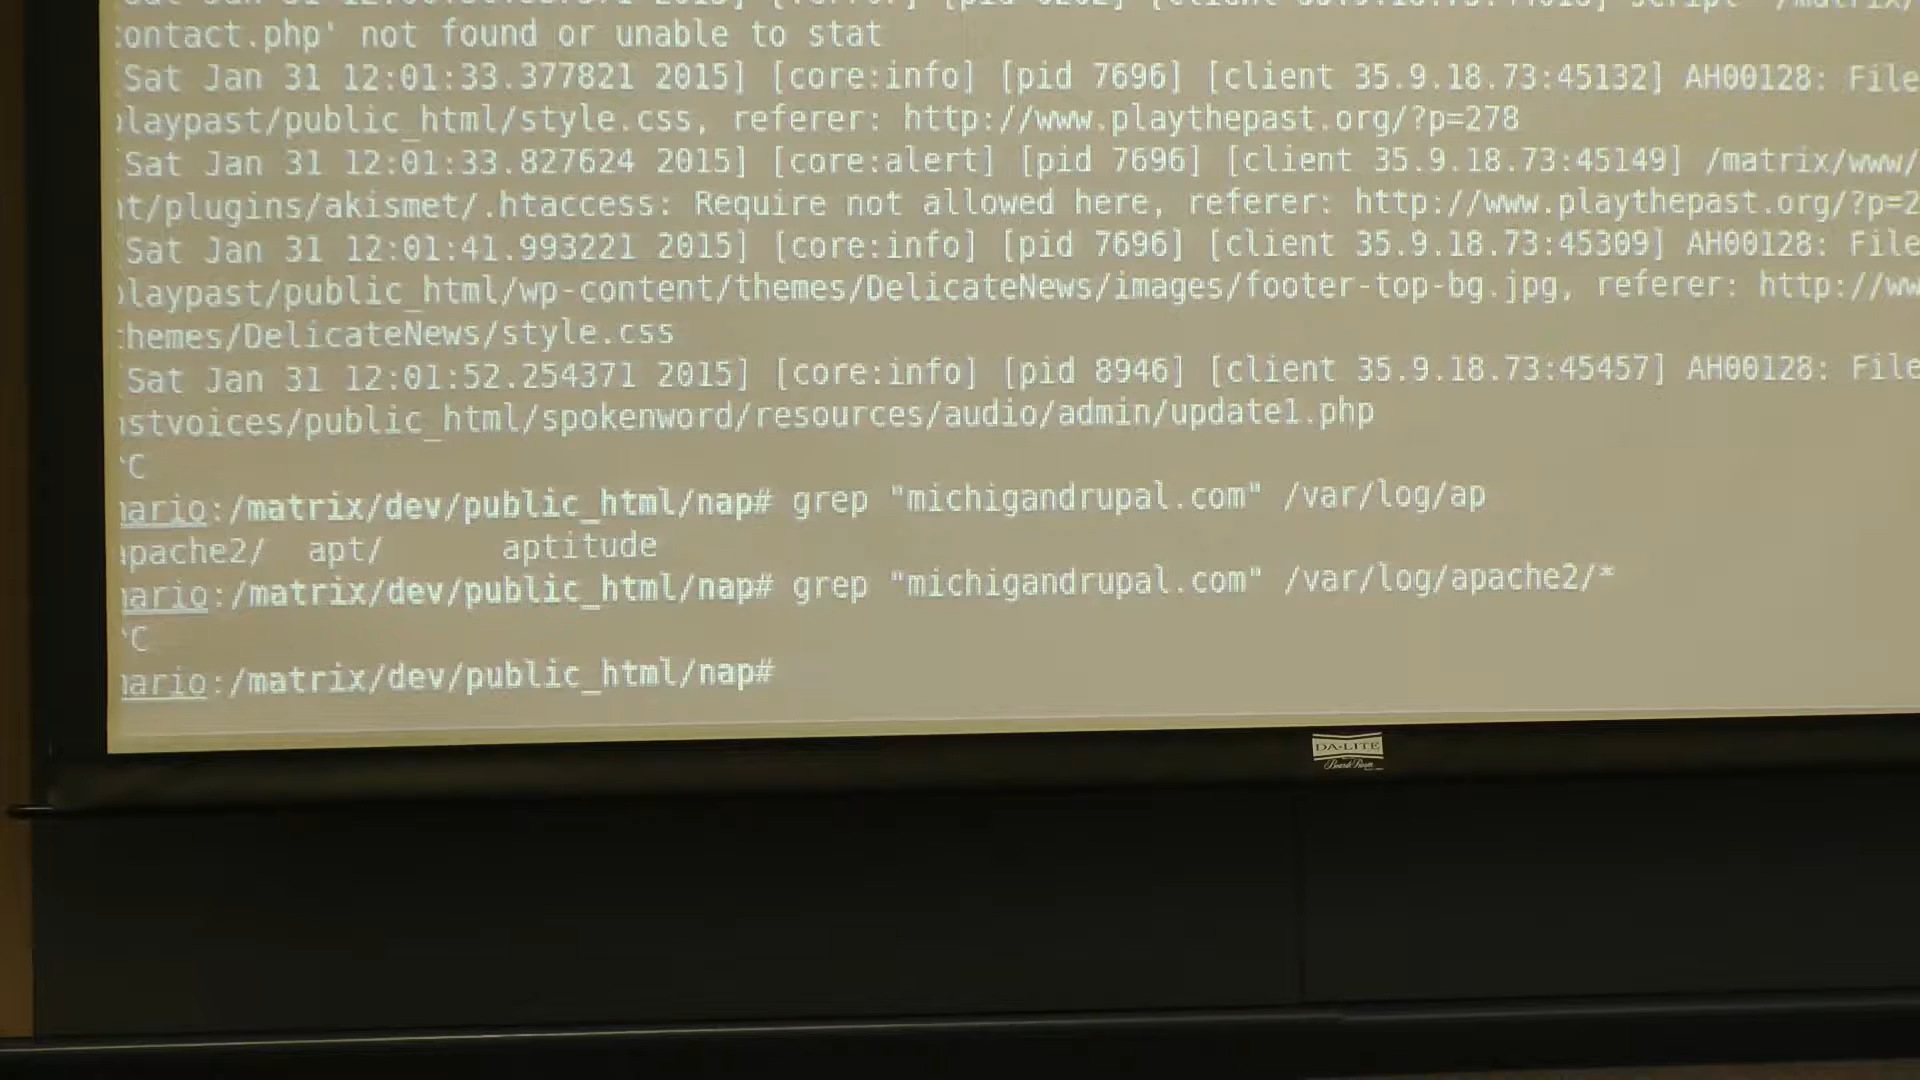 ontact.php' not found or unable to stat
Sat Jan 31 12:01:33.377821 2015] [core:info] [pid 7696] [client 35.9.18.73:45132] AH00128: File
laypast/public_html/style.css, referer: http://www.playthepast.org/?p=278
Sat Jan 31 12:01:33.827624 2015] [core:alert] [pid 7696] [client 35.9.18.73:45149] /matrix/www/
t/plugins/akismet/.htaccess: Require not allowed here, referer: http://www.playthepast.org/?p=2
Sat Jan 31 12:01:41.993221 2015] [core:info] [pid 7696] [client 35.9.18.73:45309] AH00128: File
laypast/public_html/wp-content/themes/DelicateNews/images/footer-top-bg.jpg, referer: http://ww
hemes/DelicateNews/style.css
Sat Jan 31 12:01:52.254371 2015] [core:info] [pid 8946] [client 35.9.18.73:45457] AH00128: File
stvoices/public_html/spokenword/resources/audio/admin/update1.php
^C
ario:/matrix/dev/public_html/nap# grep "michigandrupal.com" /var/log/ap
pache2/ apt/ aptitude
ario:/matrix/dev/public_html/nap# grep "michigandrupal.com" /var/log/apache2/*
^C
ario:/matrix/dev/public_html/nap#
DA-LITE